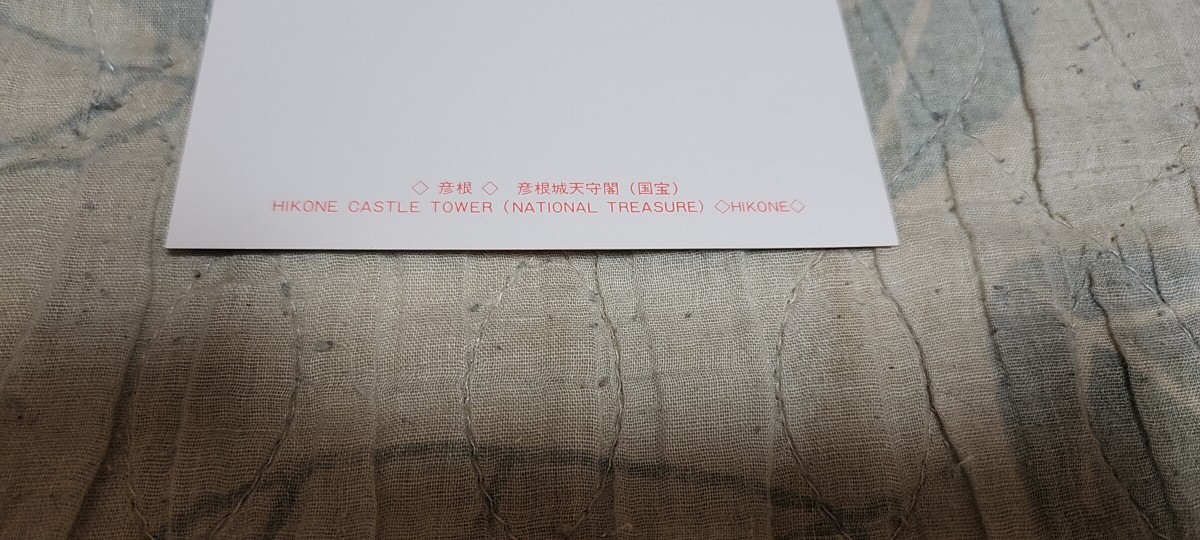 ◇ 彦根 ◇ 彦根城天守閣（国宝）
HIKONE CASTLE TOWER (NATIONAL TREASURE) ◇HIKONE◇